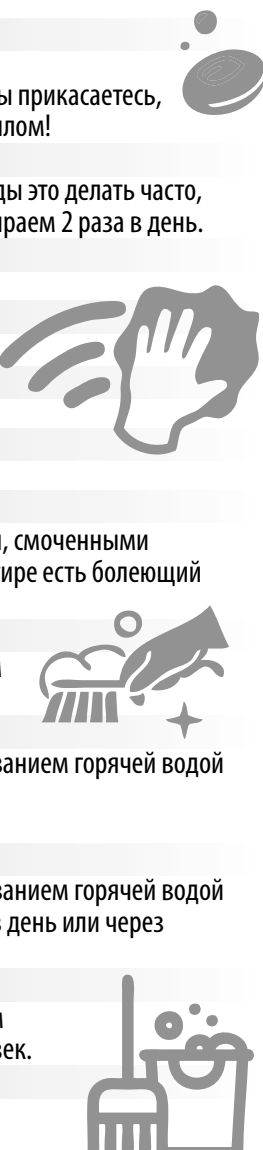 ы прикасаетесь,
лом!
ды это делать часто,
раем 2 раза в день.
, смоченными
ире есть болеющий
ванием горячей водой
ванием горячей водой
в день или через
век.